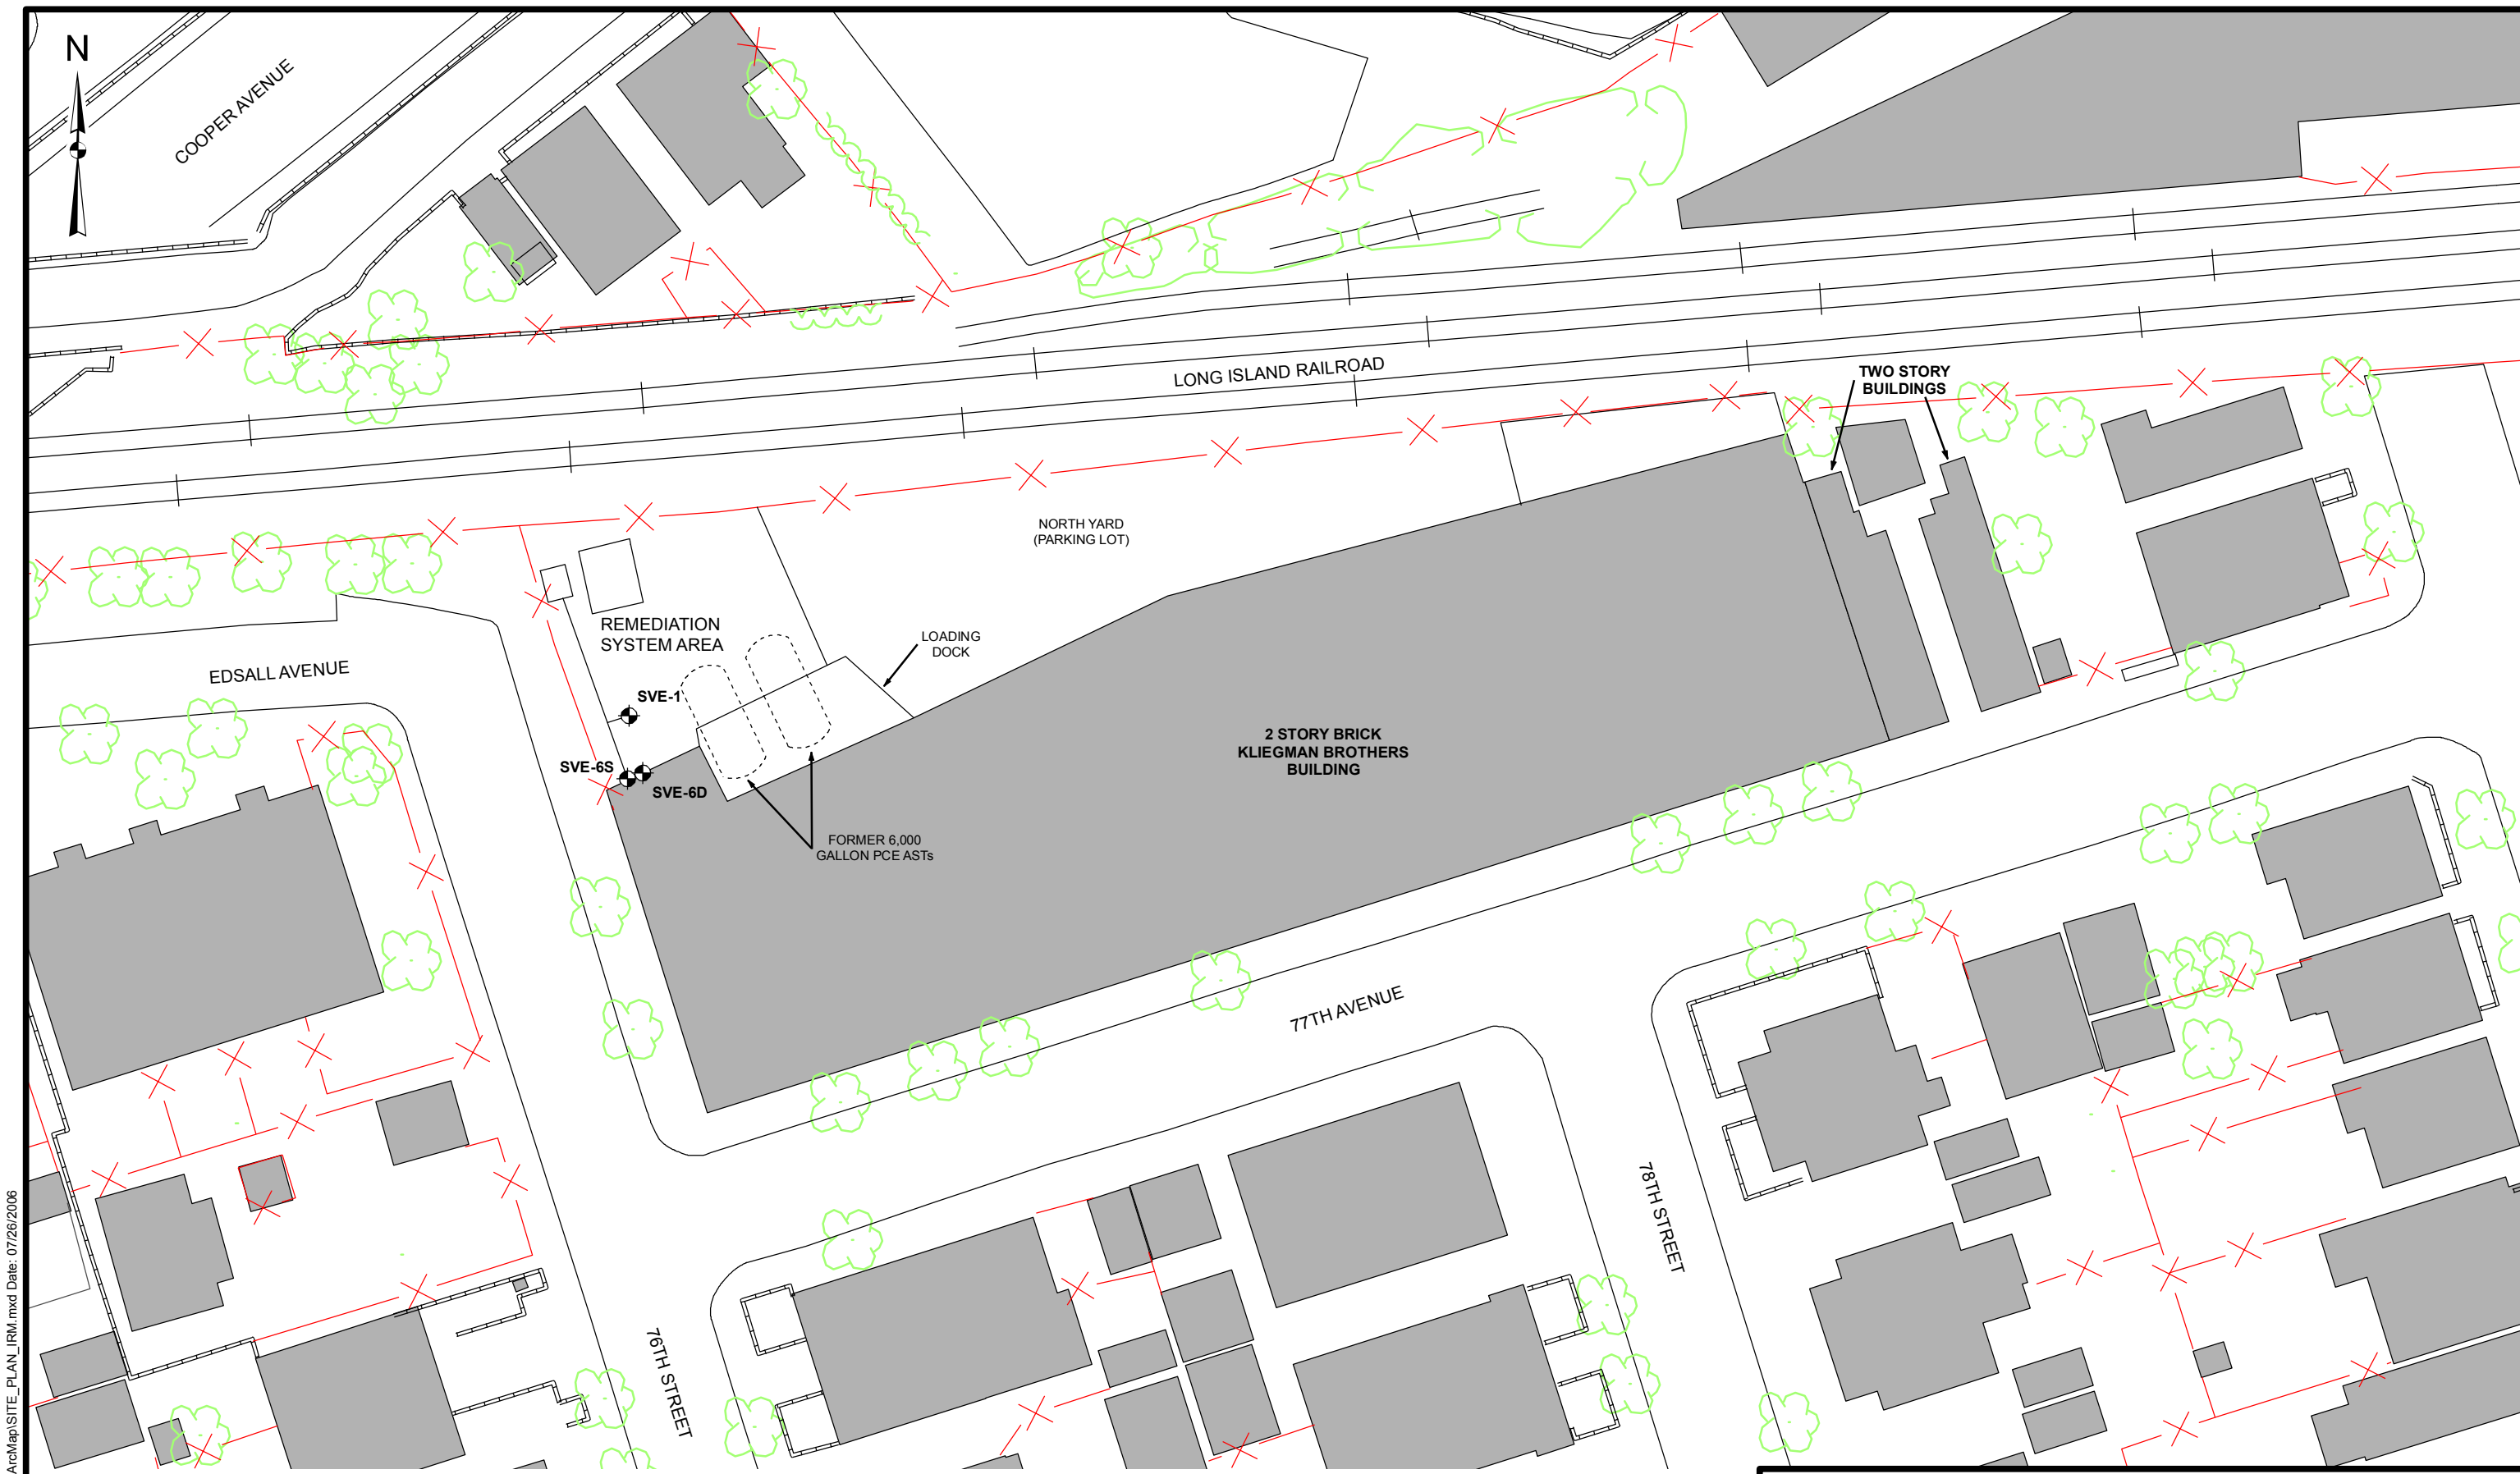 N
COOPER AVENUE
LONG ISLAND RAILROAD
TWO STORY
BUILDINGS
NORTH YARD
(PARKING LOT)
REMEDIATION
SYSTEM AREA
LOADING
DOCK
EDSALL AVENUE
SVE-1
2 STORY BRICK
KLIEGMAN BROTHERS
BUILDING
SVE-6S
SVE-6D
FORMER 6,000
GALLON PCE ASTs
77TH AVENUE
78TH STREET
76TH STREET
ArcMap\SITE_PLAN_IRM.mxd Date: 07/26/2006